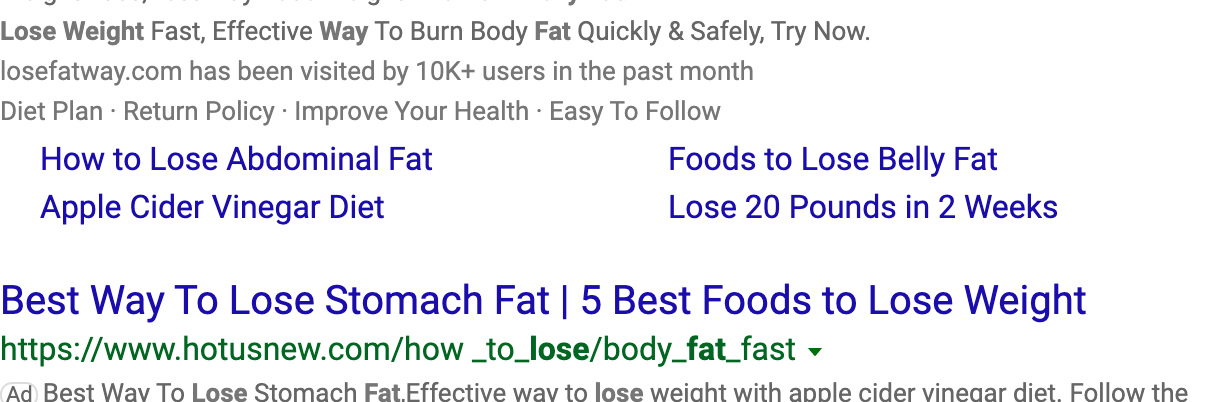 Lose Weight Fast, Effective Way To Burn Body Fat Quickly & Safely, Try Now.
losefatway.com has been visited by 10K+ users in the past month
Diet Plan · Return Policy · Improve Your Health · Easy To Follow
How to Lose Abdominal Fat Foods to Lose Belly Fat
Apple Cider Vinegar Diet Lose 20 Pounds in 2 Weeks
Best Way To Lose Stomach Fat | 5 Best Foods to Lose Weight
https://www.hotusnew.com/how _to_lose/body_fat_fast
Ad Best Way To Lose Stomach Fat,Effective way to lose weight with apple cider vinegar diet. Follow the